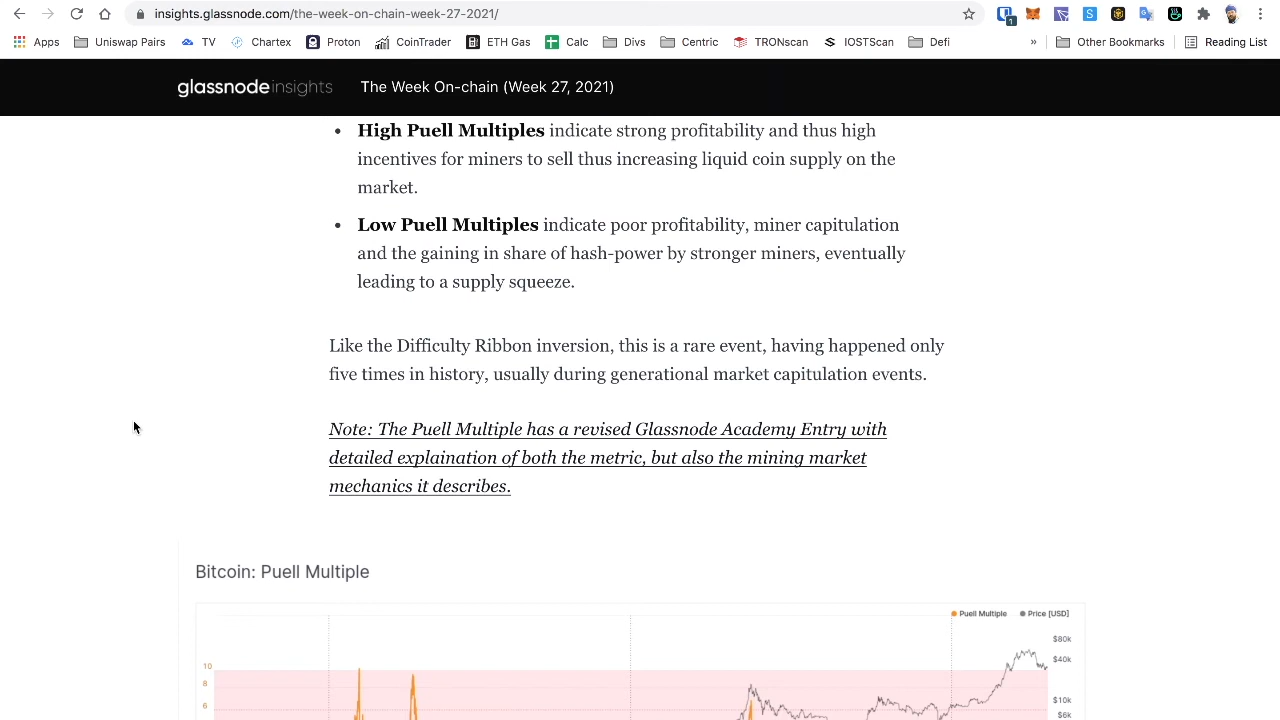 insights.glassnode.com/the-week-on-chain-week-27-2021/
1
Apps Uniswap Pairs TV Chartex Proton CoinTrader ETH Gas Calc Divs Centric TRONscan IOSTScan Defi » Other Bookmarks Reading List
glassnodeinsights The Week On-chain (Week 27, 2021)
• High Puell Multiples indicate strong profitability and thus high
incentives for miners to sell thus increasing liquid coin supply on the
market.
• Low Puell Multiples indicate poor profitability, miner capitulation
and the gaining in share of hash-power by stronger miners, eventually
leading to a supply squeeze.
Like the Difficulty Ribbon inversion, this is a rare event, having happened only
five times in history, usually during generational market capitulation events.
Note: The Puell Multiple has a revised Glassnode Academy Entry with
detailed explaination of both the metric, but also the mining market
mechanics it describes.
Bitcoin: Puell Multiple
Puell Multiple Price [USD]
$80k
$40k
10
8
$10k
6
$6k